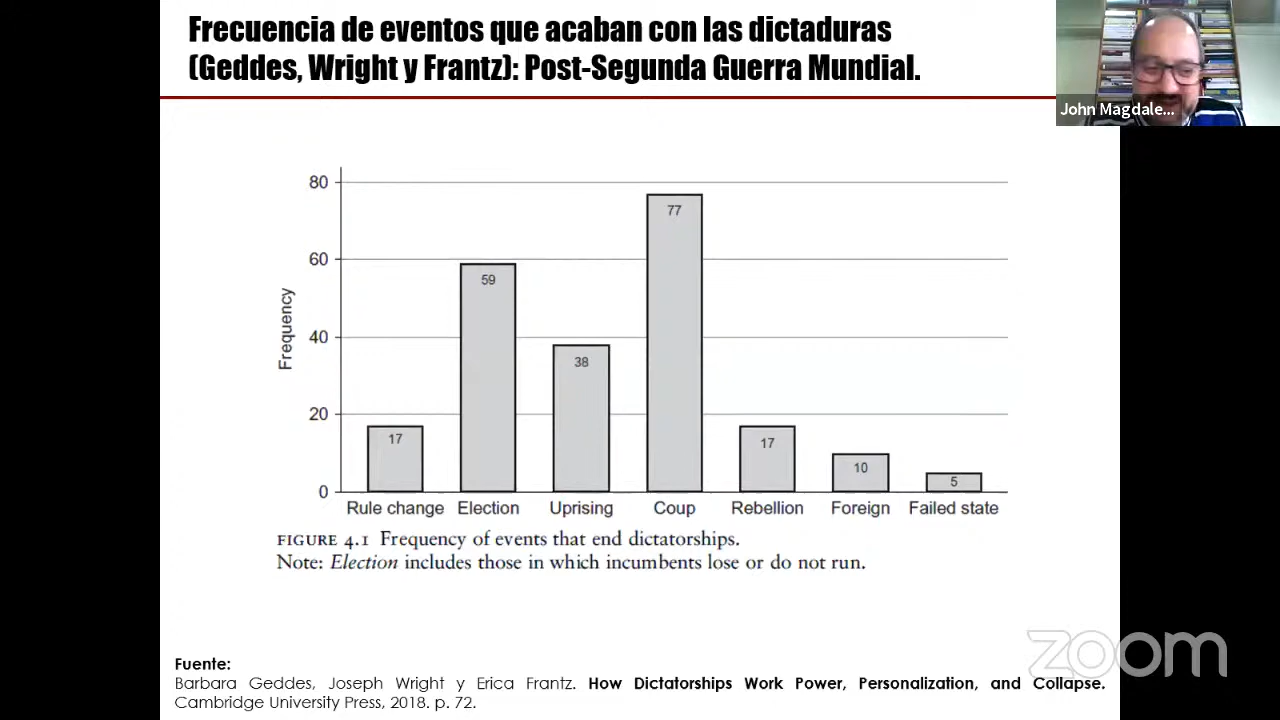 Frecuencia de eventos que acaban con las dictaduras
(Geddes, Wright y Frantz): Post-Segunda Guerra Mundial.
John Magdale...
Frequency
80
60
40
20
0
17
59
38
77
17
10
5
Rule change Election Uprising Coup Rebellion Foreign Failed state
FIGURE 4.1 Frequency of events that end dictatorships.
Note: Election includes those in which incumbents lose or do not run.
zoom
Fuente:
Barbara Geddes, Joseph Wright y Erica Frantz. How Dictatorships Work Power, Personalization, and Collapse.
Cambridge University Press, 2018. p. 72.